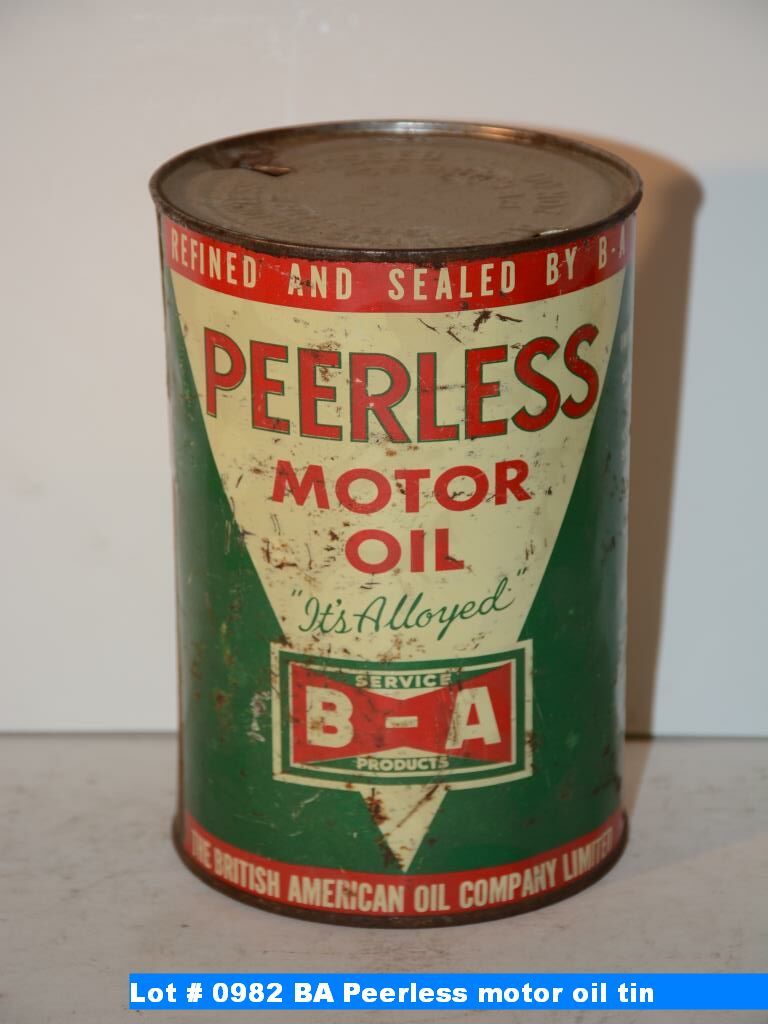 REFINED AND SEALED BY B-A
PEERLESS
MOTOR
OIL
"It's Alloyed"
SERVICE
B-A
PRODUCTS
THE BRITISH AMERICAN OIL COMPANY LIMITED
Lot # 0982 BA Peerless motor oil tin